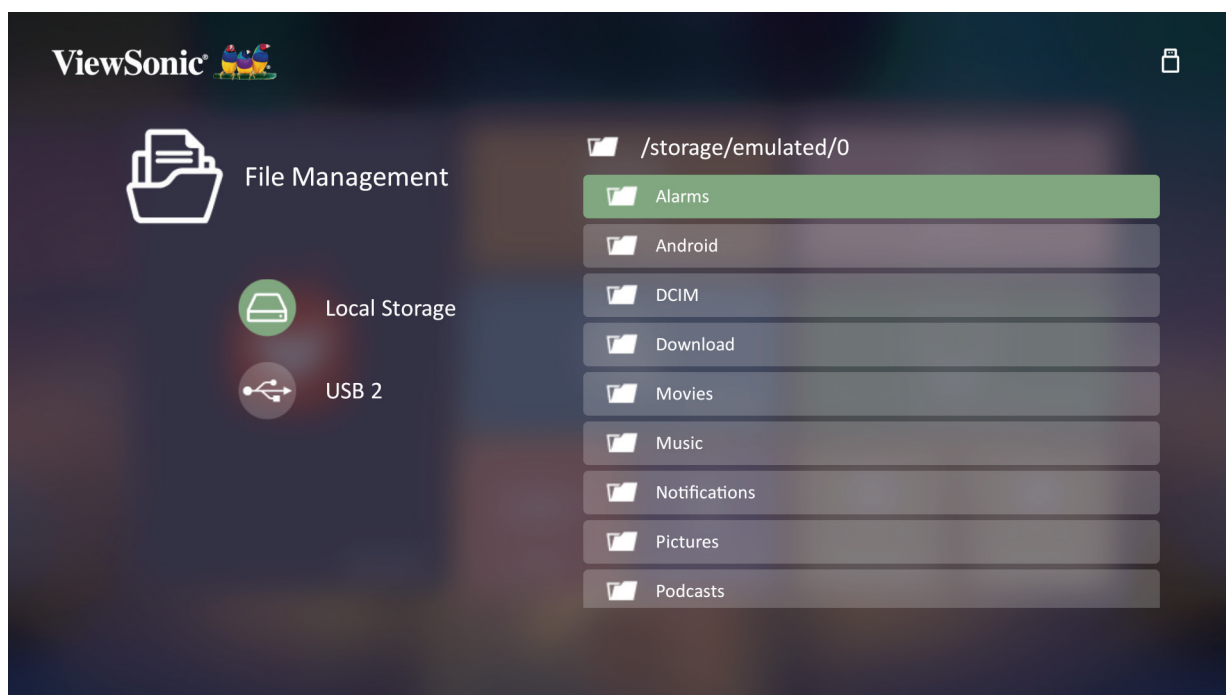 ViewSonic®
File Management
Local Storage
USB 2
/storage/emulated/0
Alarms
Android
DCIM
Download
Movies
Music
Notifications
Pictures
Podcasts